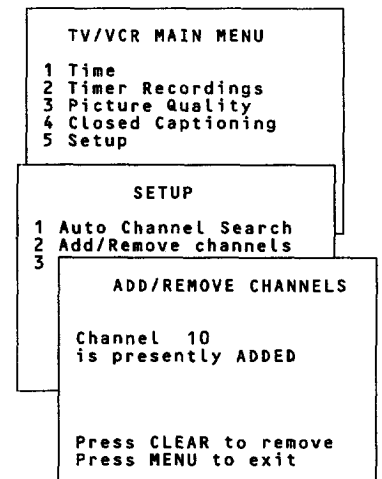 TV/VCR MAIN MENU
1 Time
2 Timer Recordings
3 Picture Quality
4 Closed Captioning
5 Setup
SETUP
1 Auto Channel Search
2 Add/Remove channels
3
ADD/REMOVE CHANNELS
Channel 10
is presently ADDED
Press CLEAR to remove
Press MENU to exit